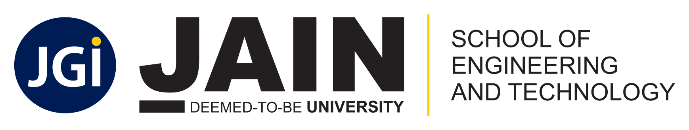 JGi
JAIN
DEEMED-TO-BE UNIVERSITY
SCHOOL OF
ENGINEERING
AND TECHNOLOGY